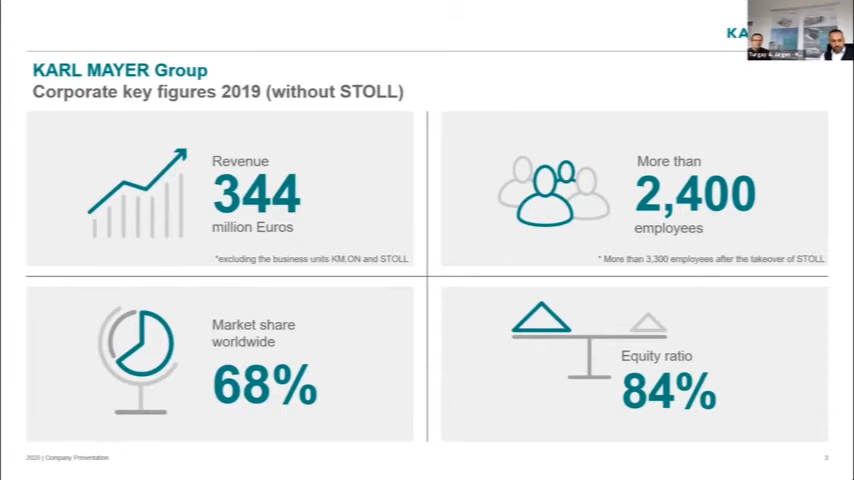 KA
KARL MAYER Group
Corporate key figures 2019 (without STOLL)
Revenue
344
million Euros
*excluding the business units KM.ON and STOLL
More than
2,400
employees
* More than 3,300 employees after the takeover of STOLL
Market share
worldwide
68%
Equity ratio
84%
2020 | Company Presentation
3